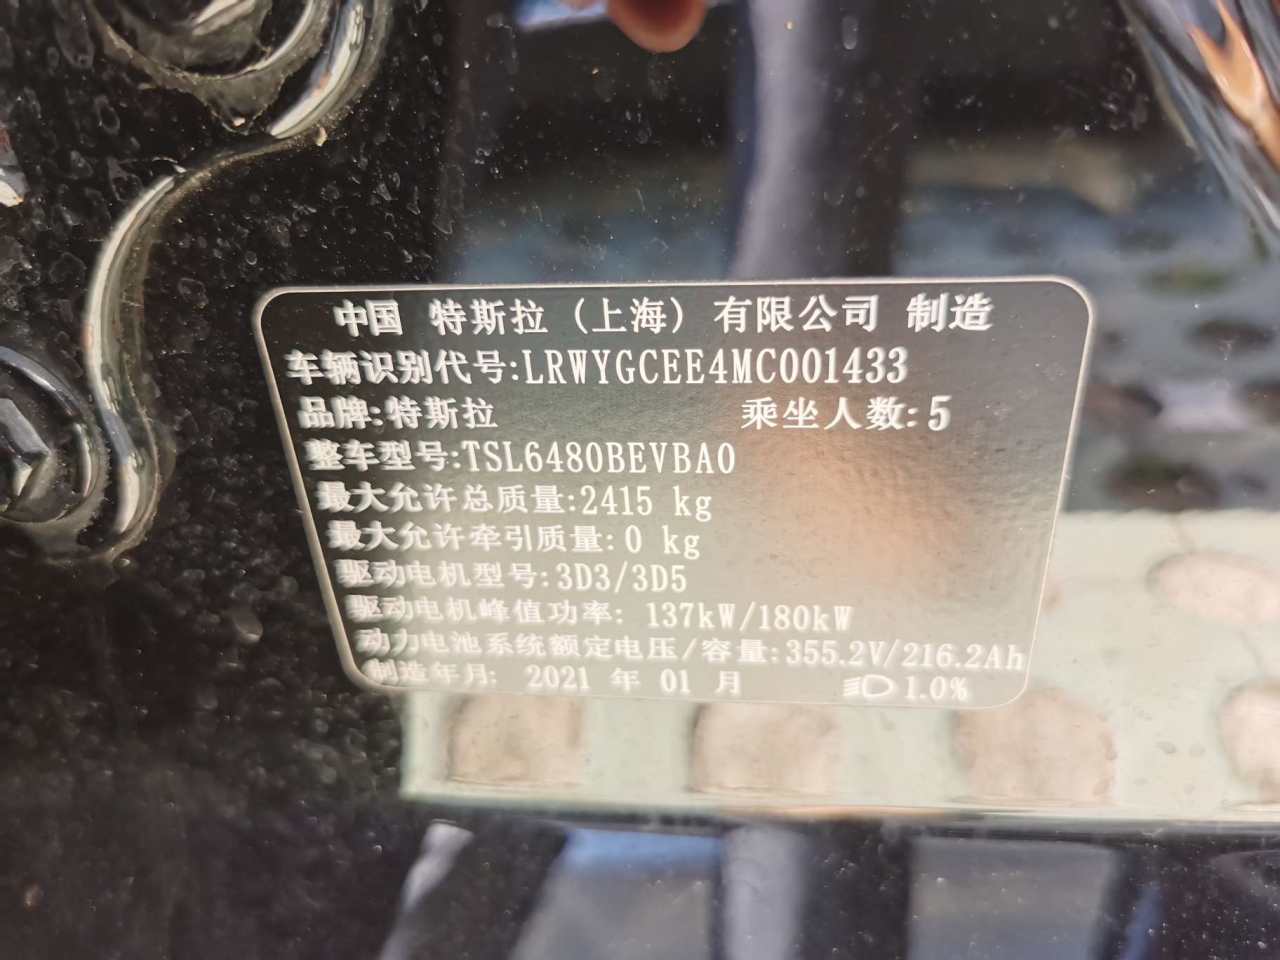 中国 特斯拉（上海）有限公司 制造
车辆识别代号:LRWYGCEE4MC001433
品牌:特斯拉 乘坐人数:5
整车型号:TSL6480BEVBA0
最大允许总质量:2415 kg
最大允许牵引质量:0 kg
驱动电机型号:3D3/3D5
驱动电机峰值功率: 137kW/180kW
动力电池系统额定电压/容量:355.2V/216.2Ah
制造年月: 2021 年 01 月 1.0%